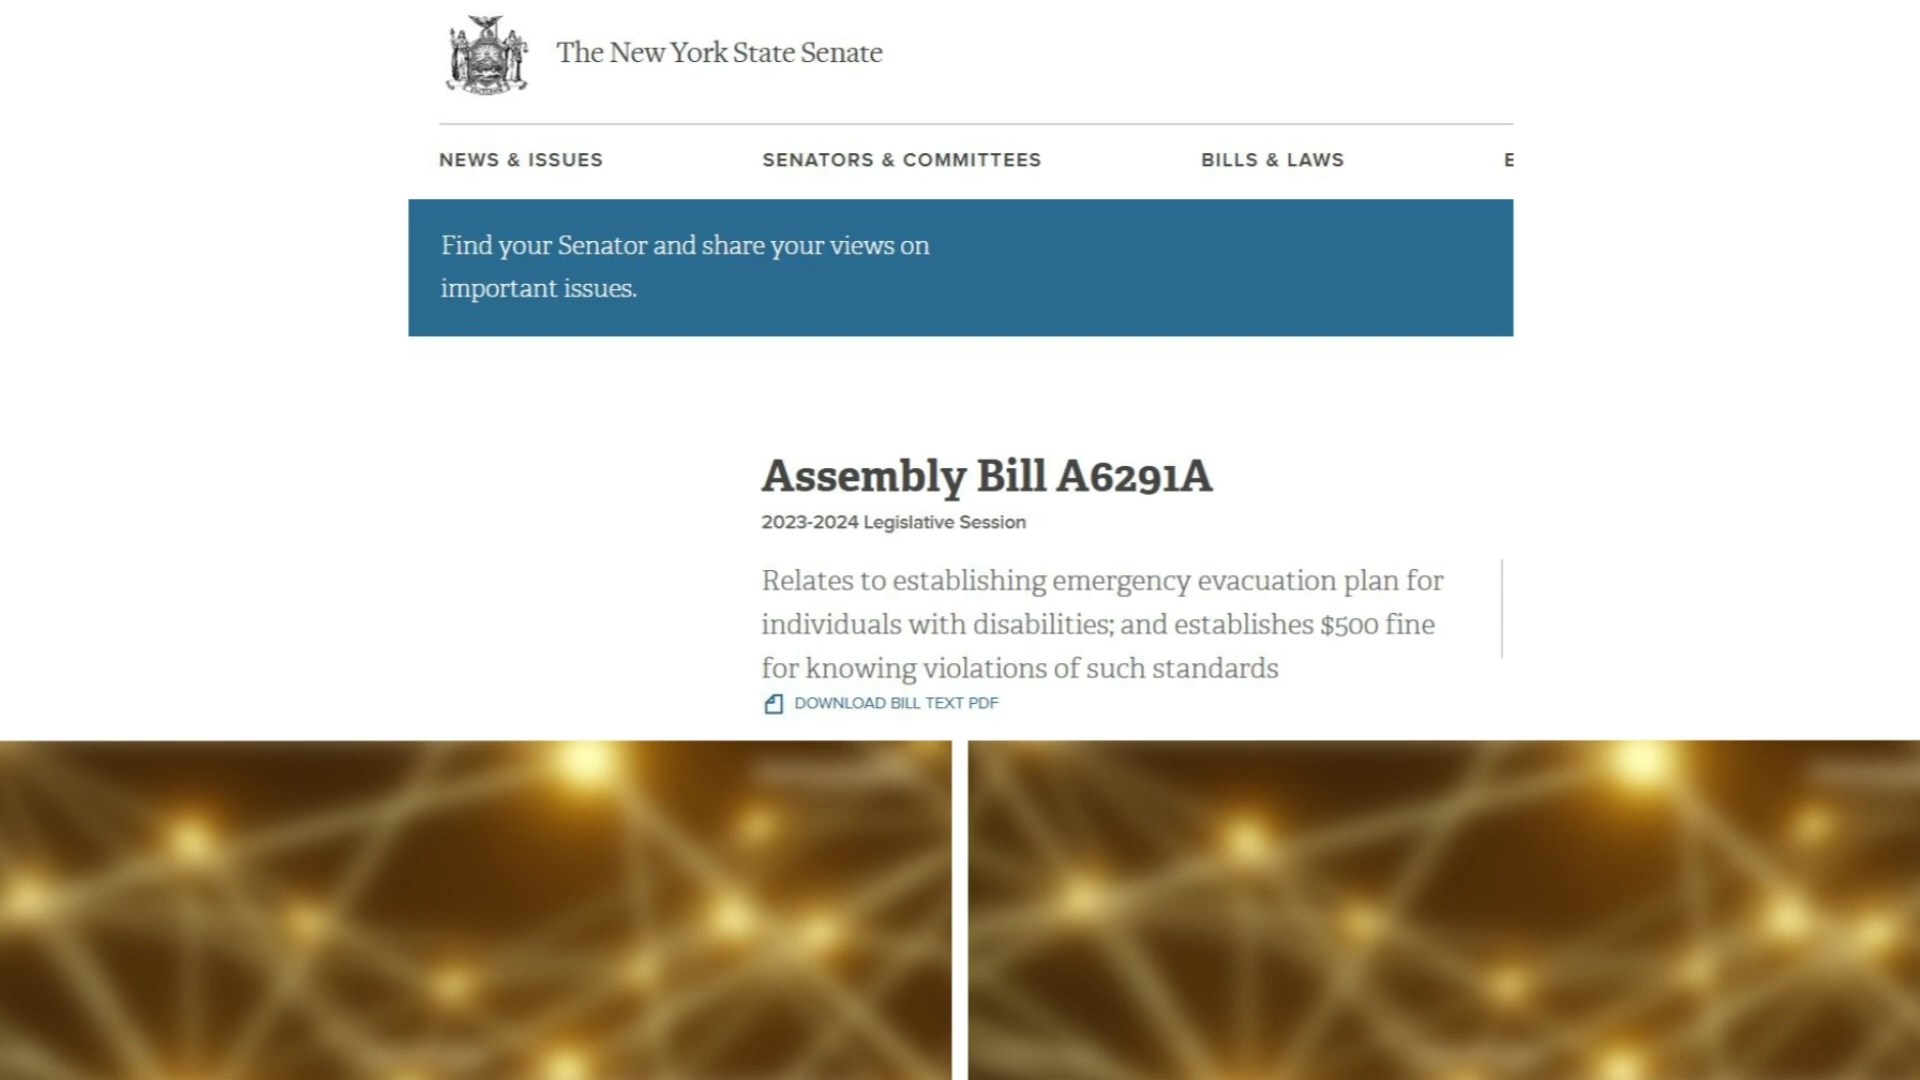 The New York State Senate
NEWS & ISSUES
SENATORS & COMMITTEES
BILLS & LAWS
E
Find your Senator and share your views on
important issues.
Assembly Bill A6291A
2023-2024 Legislative Session
Relates to establishing emergency evacuation plan for
individuals with disabilities; and establishes $500 fine
for knowing violations of such standards
DOWNLOAD BILL TEXT PDF